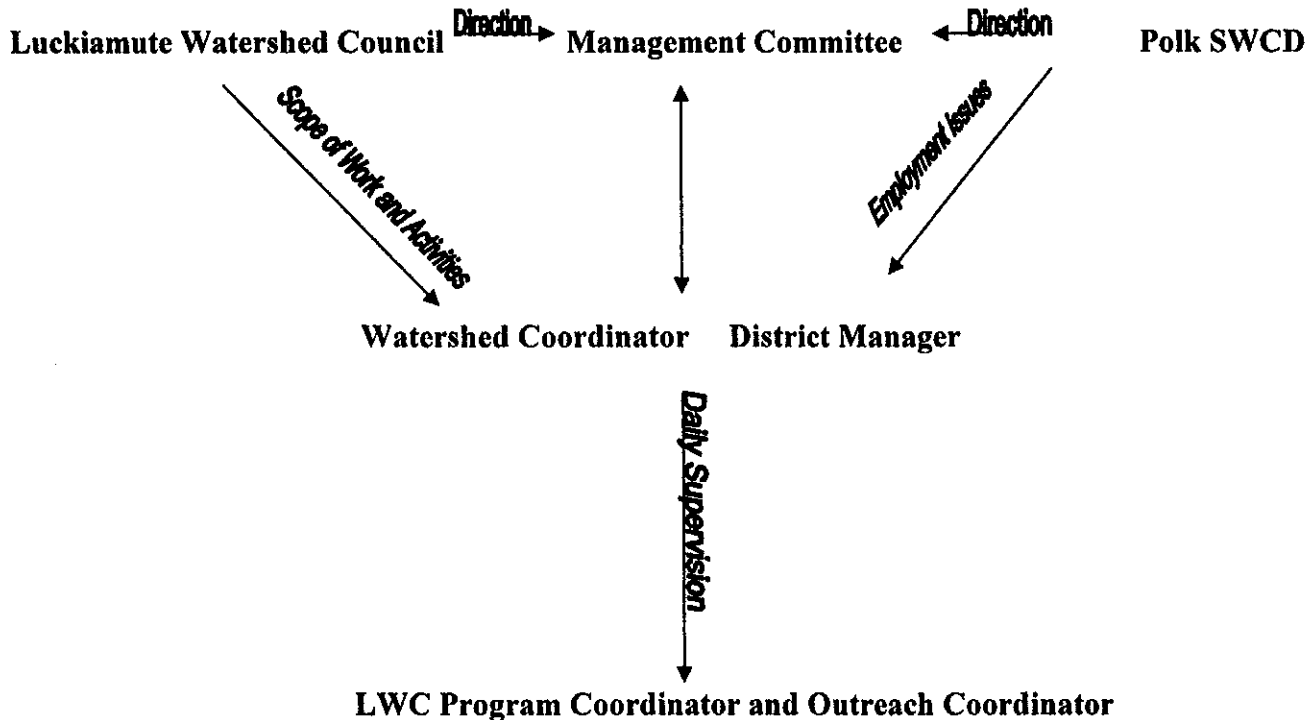 Direction Direction
Luckiamute Watershed Council Management Committee Polk SWCD
Scope of Work and Activities
Employment Issues
Watershed Coordinator District Manager
Daily Supervision
LWC Program Coordinator and Outreach Coordinator